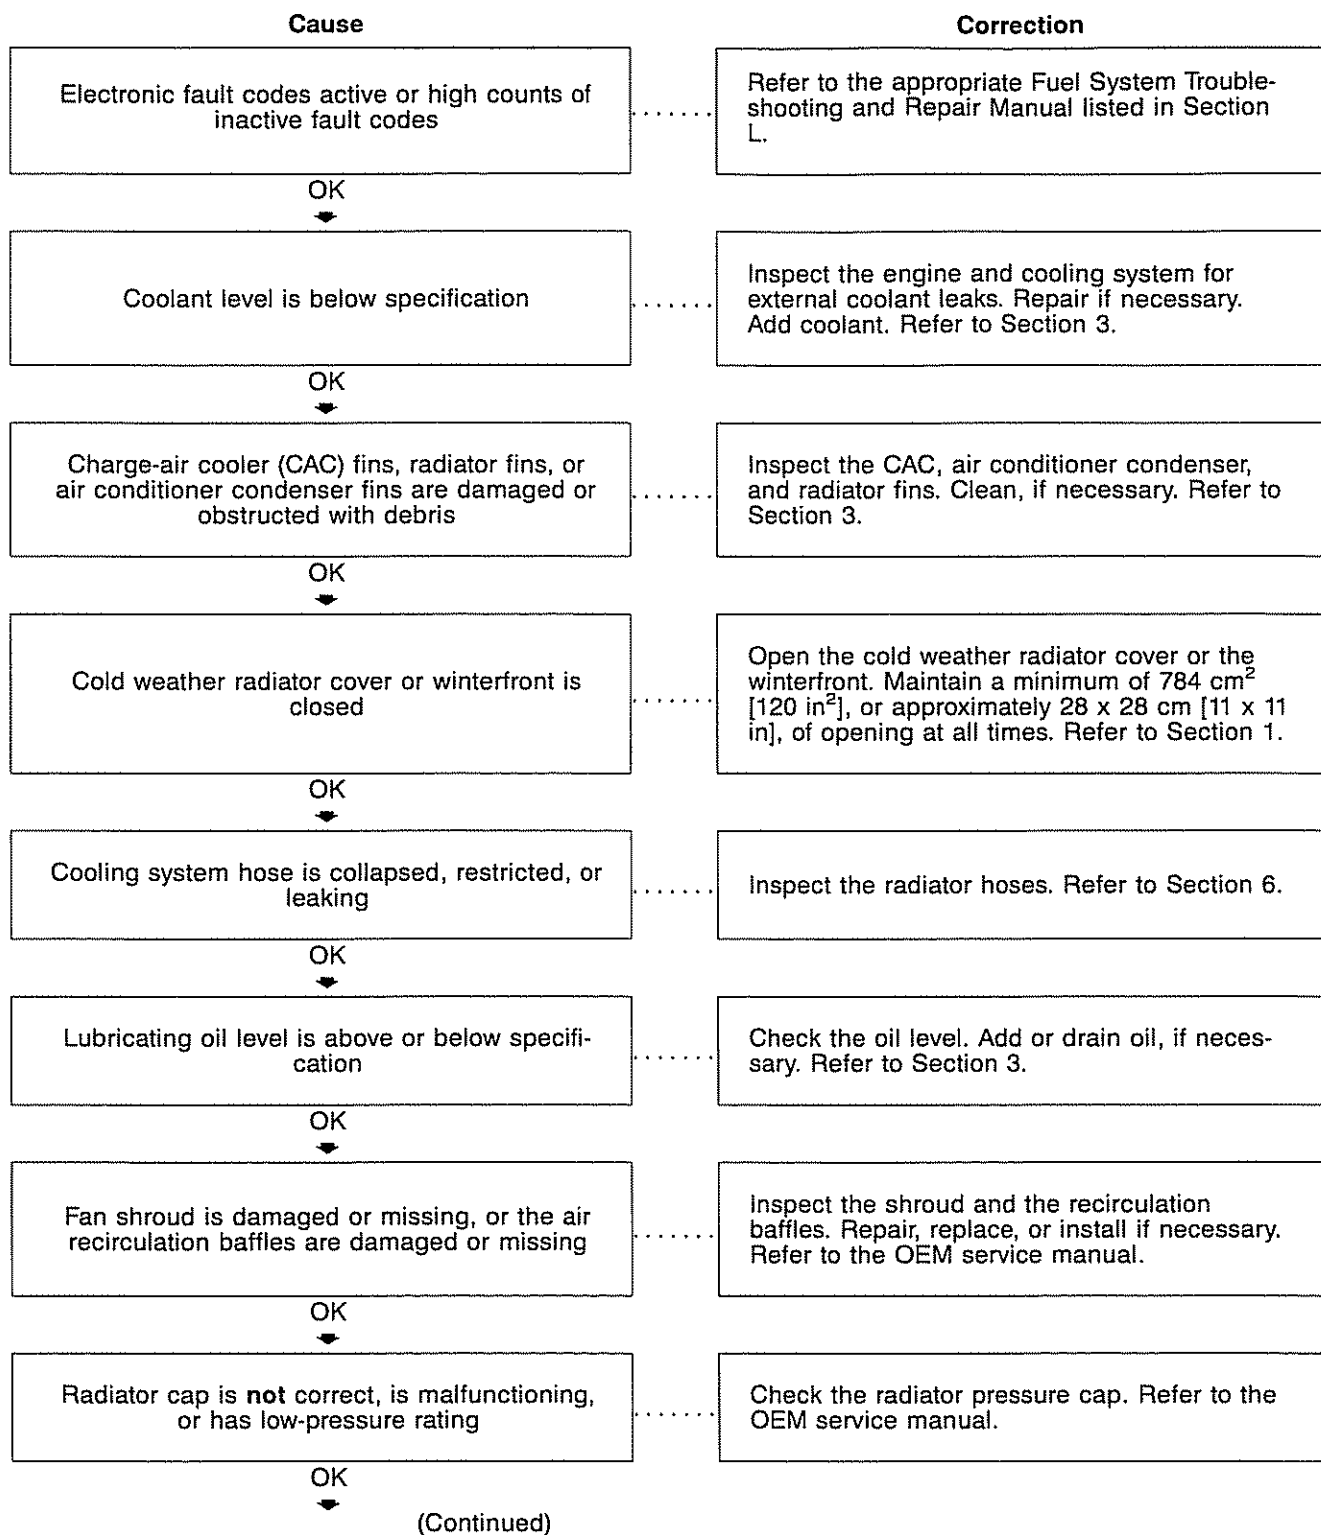 Cause
Correction
Electronic fault codes active or high counts of
inactive fault codes
Refer to the appropriate Fuel System Trouble-
shooting and Repair Manual listed in Section
L.
OK
Coolant level is below specification
Inspect the engine and cooling system for
external coolant leaks. Repair if necessary.
Add coolant. Refer to Section 3.
OK
Charge-air cooler (CAC) fins, radiator fins, or
air conditioner condenser fins are damaged or
obstructed with debris
Inspect the CAC, air conditioner condenser,
and radiator fins. Clean, if necessary. Refer to
Section 3.
OK
Cold weather radiator cover or winterfront is
closed
Open the cold weather radiator cover or the
winterfront. Maintain a minimum of 784 cm²
[120 in²], or approximately 28 x 28 cm [11 x 11
in], of opening at all times. Refer to Section 1.
OK
Cooling system hose is collapsed, restricted, or
leaking
Inspect the radiator hoses. Refer to Section 6.
OK
Lubricating oil level is above or below specifi-
cation
Check the oil level. Add or drain oil, if neces-
sary. Refer to Section 3.
OK
Fan shroud is damaged or missing, or the air
recirculation baffles are damaged or missing
Inspect the shroud and the recirculation
baffles. Repair, replace, or install if necessary.
Refer to the OEM service manual.
OK
Radiator cap is not correct, is malfunctioning,
or has low-pressure rating
Check the radiator pressure cap. Refer to the
OEM service manual.
OK
(Continued)